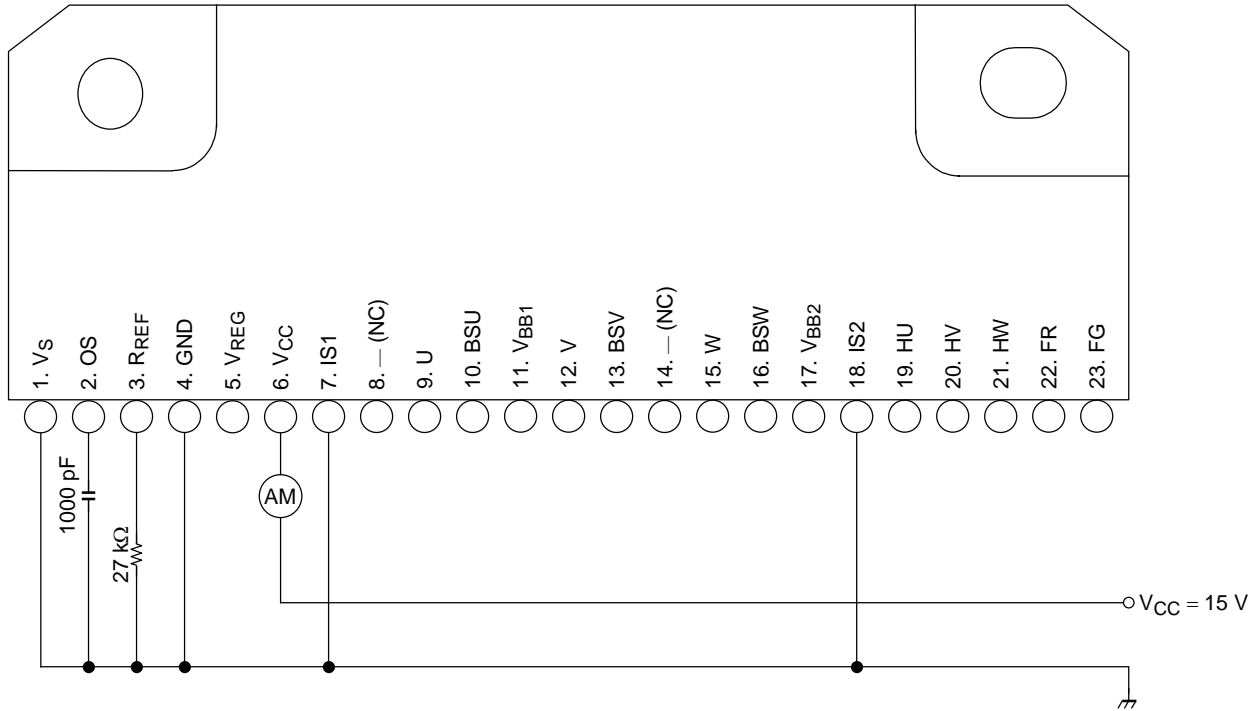 1. VS
2. OS
3. RREF
4. GND
5. VREG
6. VCC
7. IS1
8. — (NC)
9. U
10. BSU
11. VBB1
12. V
13. BSV
14. — (NC)
15. W
16. BSW
17. VBB2
18. IS2
19. HU
20. HV
21. HW
22. FR
23. FG
1000 pF
27 kΩ
AM
VCC = 15 V